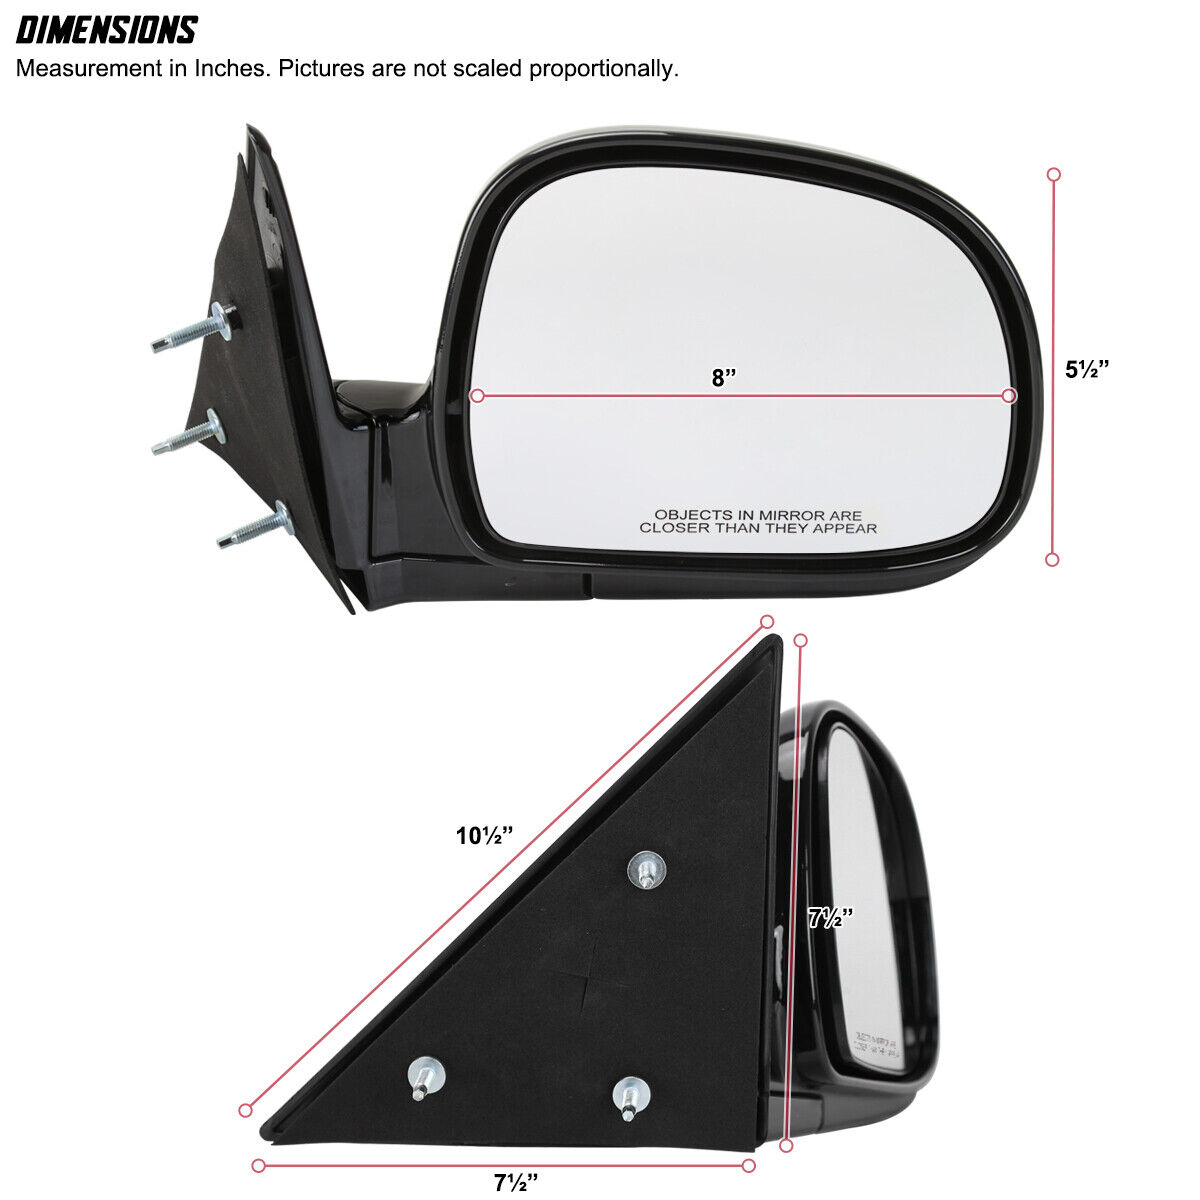 DIMENSIONS
Measurement in Inches. Pictures are not scaled proportionally.
5½”
8”
OBJECTS IN MIRROR ARE
CLOSER THAN THEY APPEAR
10½”
7½”
7½”